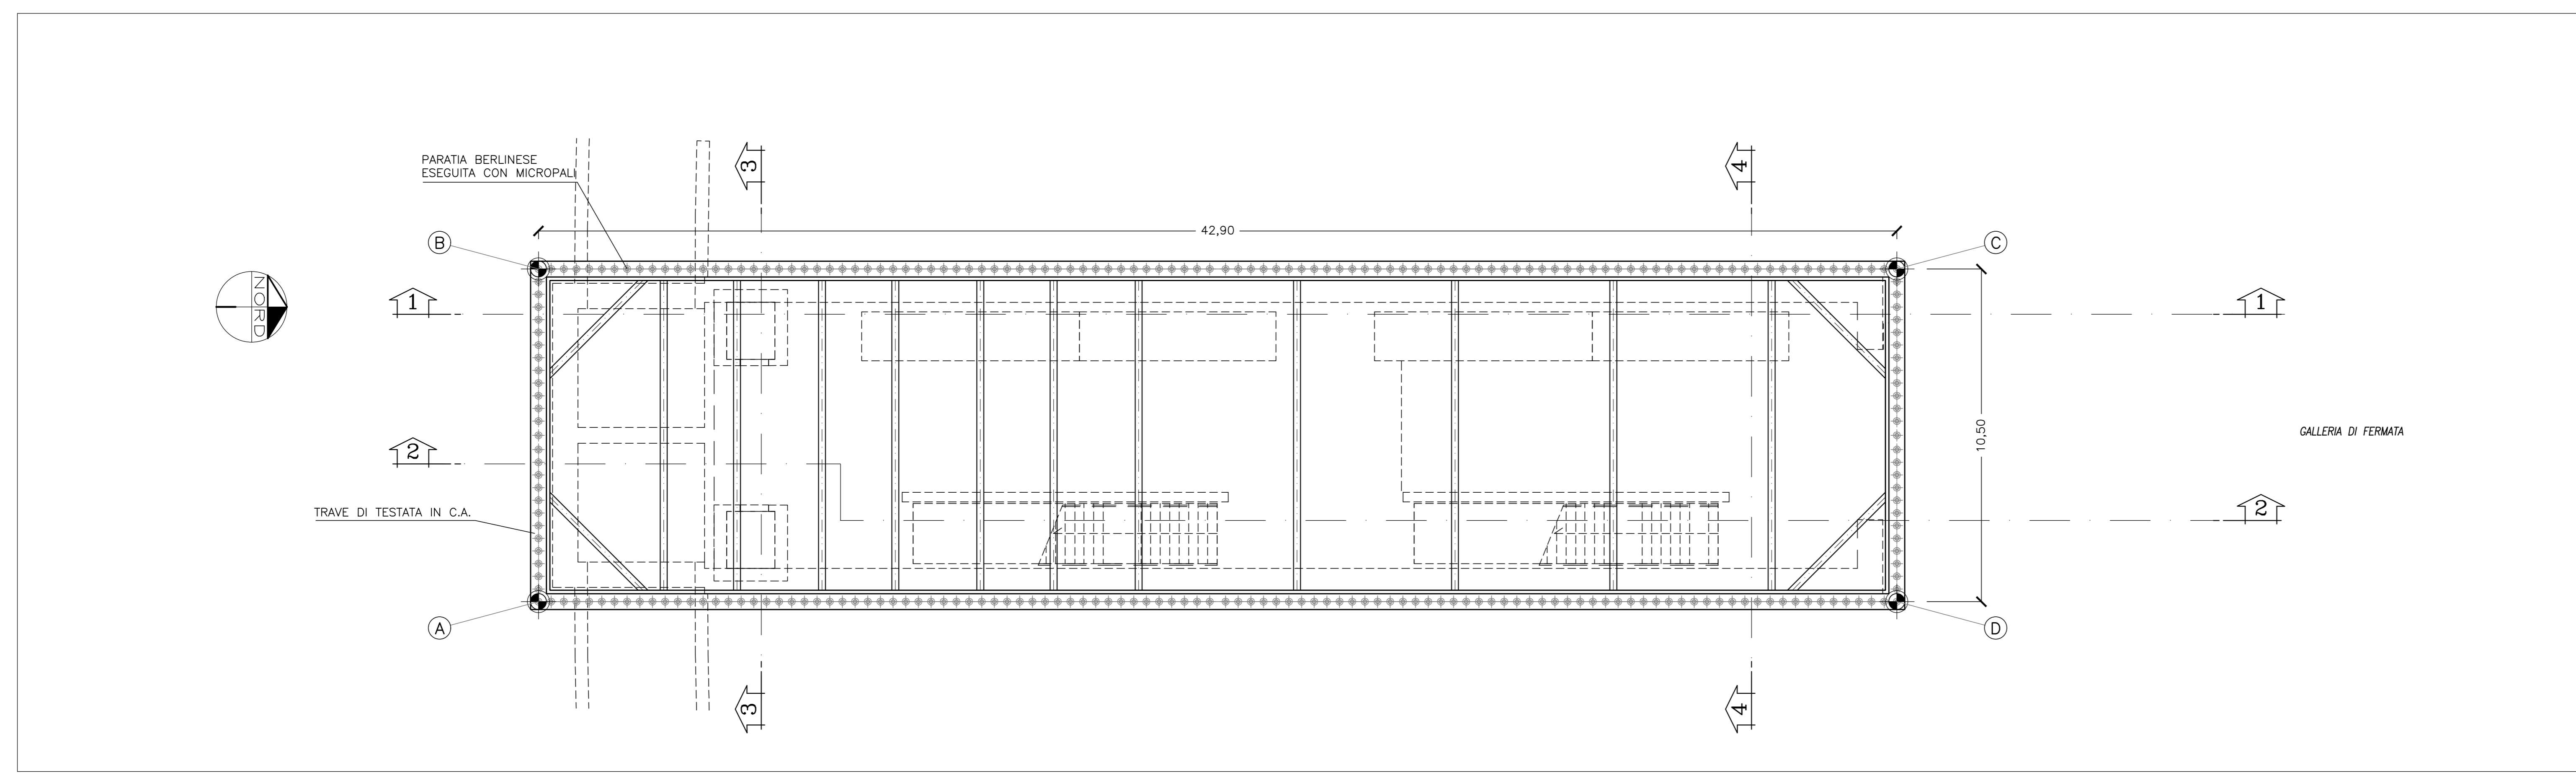 PARATIA BERLINESE
ESEGUITA CON MICROPALI
3
4
42,90
B
C
NORD
1
1
10,50
GALLERIA DI FERMATA
2
2
TRAVE DI TESTATA IN C.A.
A
D
3
4